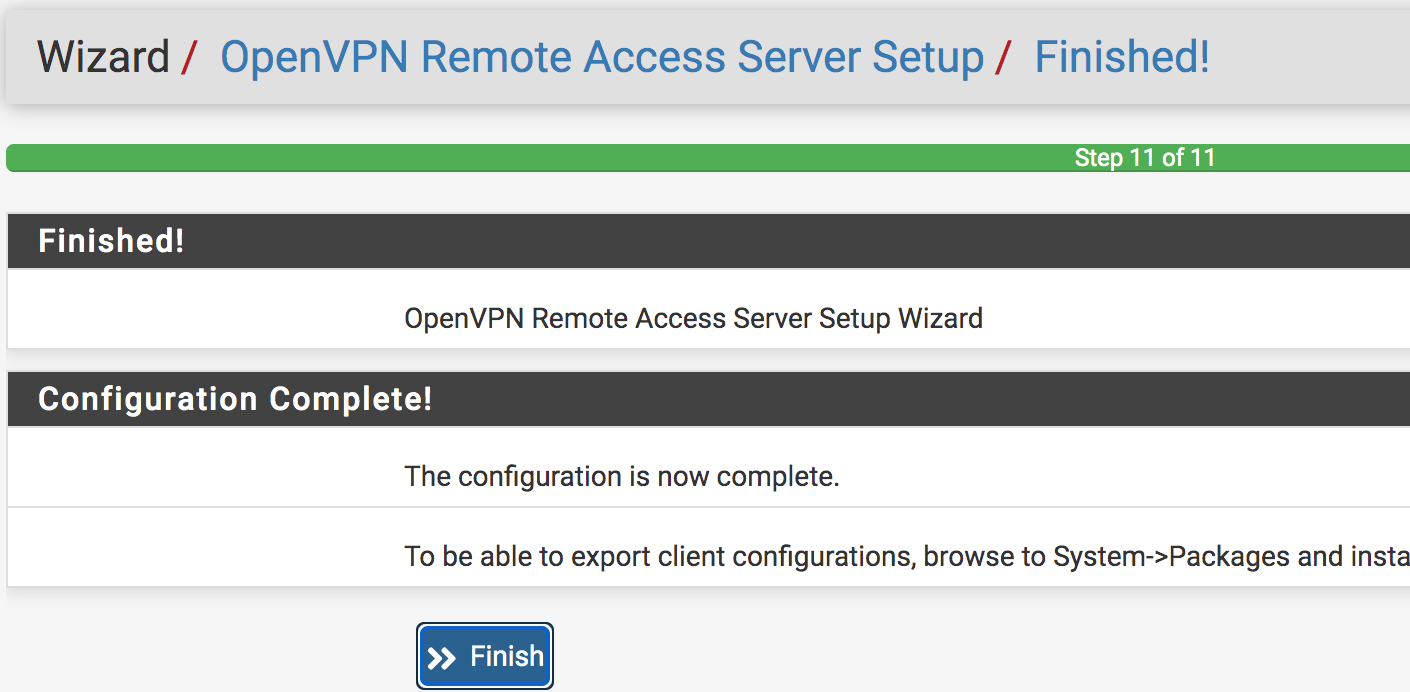 Wizard / OpenVPN Remote Access Server Setup / Finished!
Step 11 of 11
Finished!
OpenVPN Remote Access Server Setup Wizard
Configuration Complete!
The configuration is now complete.
To be able to export client configurations, browse to System->Packages and insta
Finish